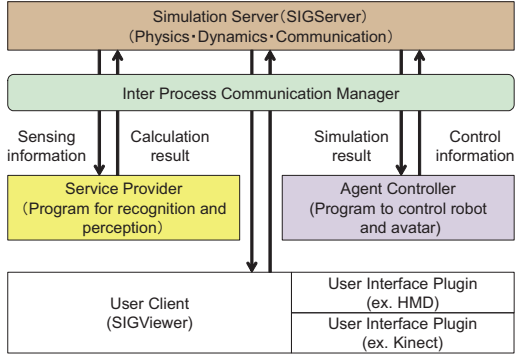 Simulation Server(SIGServer)
(Physics・Dynamics・Communication)
Inter Process Communication Manager
Sensing
information
Calculation
result
Simulation
result
Control
information
Service Provider
(Program for recognition and
perception)
Agent Controller
(Program to control robot
and avatar)
User Client
(SIGViewer)
User Interface Plugin
(ex. HMD)
User Interface Plugin
(ex. Kinect)